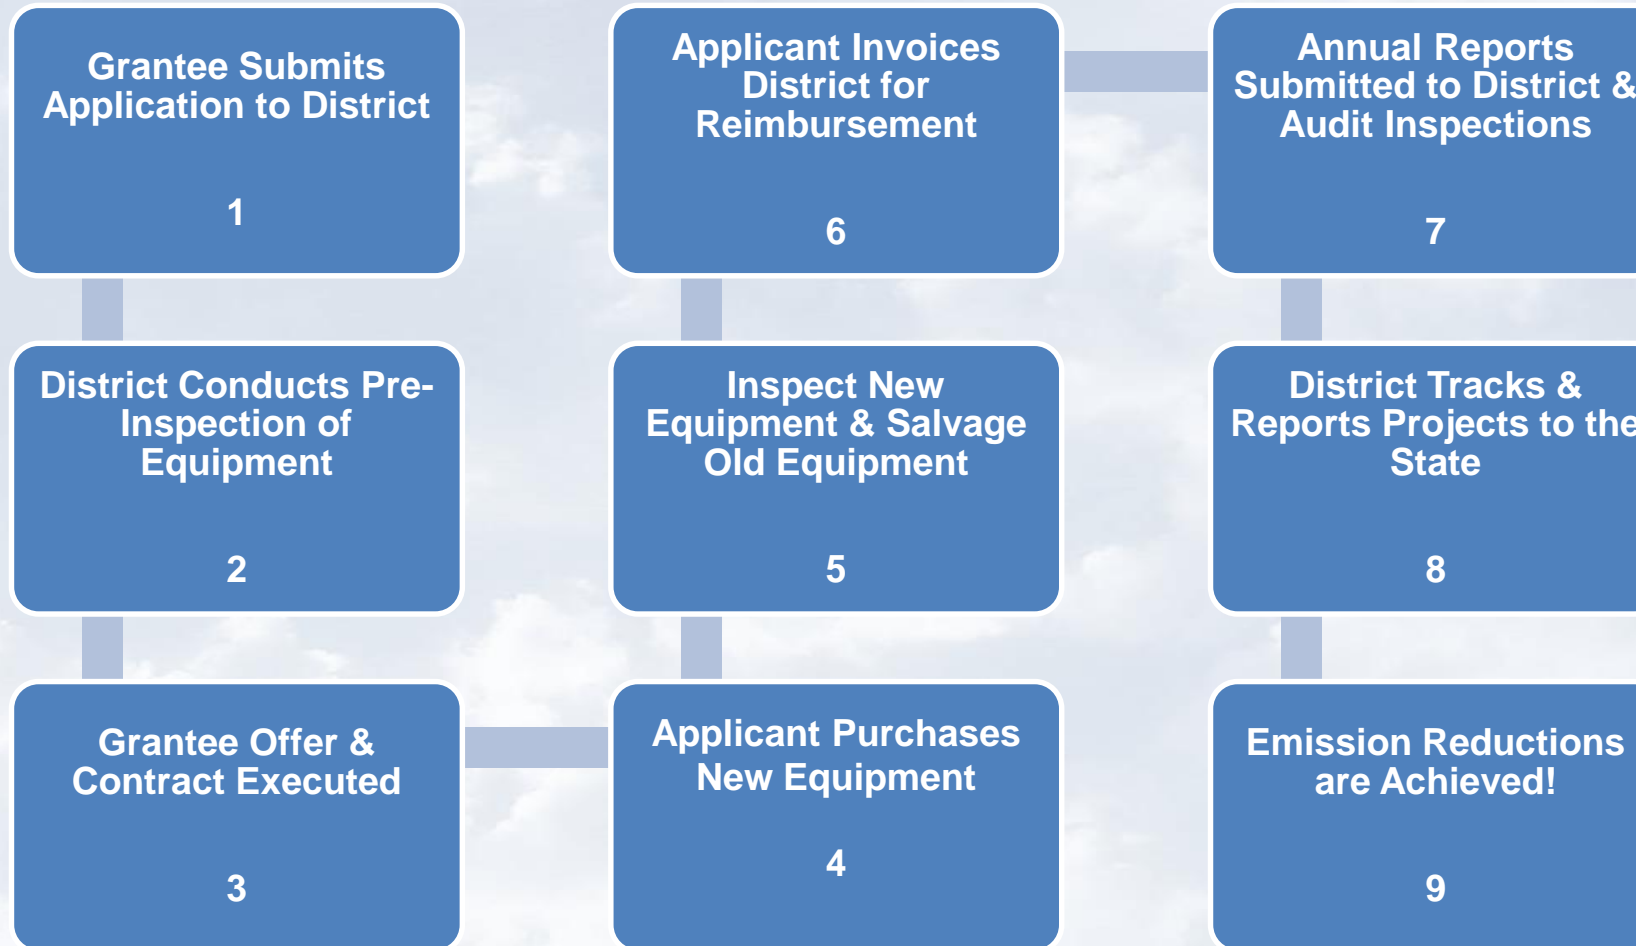 Grantee Submits
Application to District
1
District Conducts Pre-
Inspection of
Equipment
2
Grantee Offer &
Contract Executed
3
Applicant Purchases
New Equipment
4
Inspect New
Equipment & Salvage
Old Equipment
5
Applicant Invoices
District for
Reimbursement
6
Annual Reports
Submitted to District &
Audit Inspections
7
District Tracks &
Reports Projects to the
State
8
Emission Reductions
are Achieved!
9